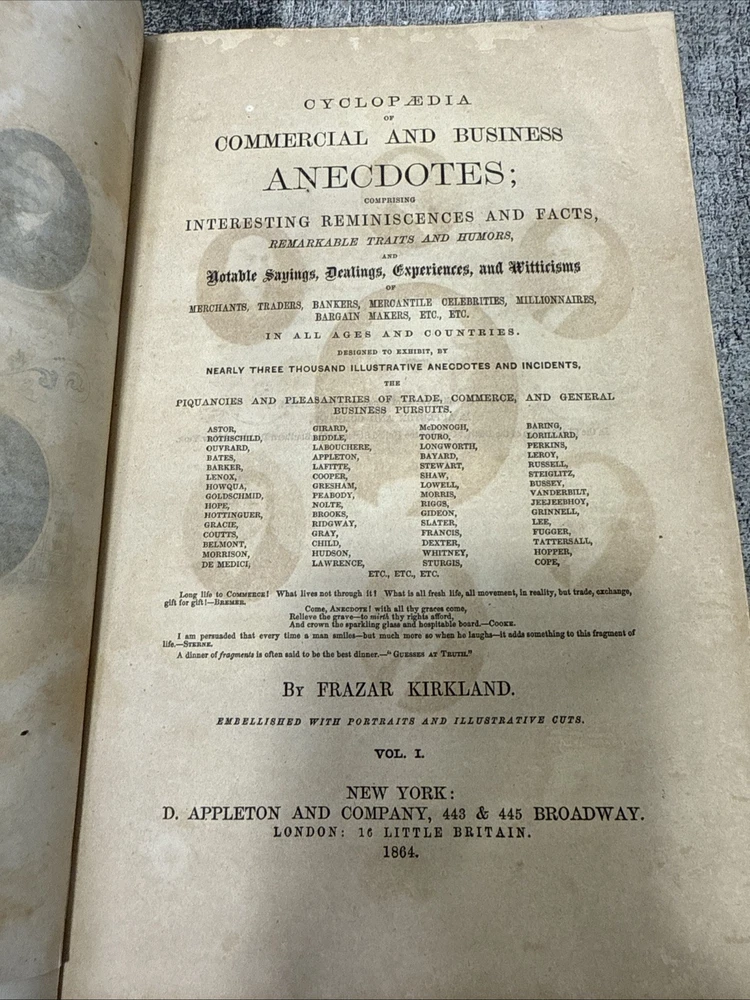 CYCLOPÆDIA
OF
COMMERCIAL AND BUSINESS
ANECDOTES;
COMPRISING
INTERESTING REMINISCENCES AND FACTS,
REMARKABLE TRAITS AND HUMORS,
AND
Notable Sayings, Dealings, Experiences, and Witticisms
OF
MERCHANTS, TRADERS, BANKERS, MERCANTILE CELEBRITIES, MILLIONNAIRES,
BARGAIN MAKERS, ETC., ETC.
IN ALL AGES AND COUNTRIES.
DESIGNED TO EXHIBIT, BY
NEARLY THREE THOUSAND ILLUSTRATIVE ANECDOTES AND INCIDENTS,
THE
PIQUANCIES AND PLEASANTRIES OF TRADE, COMMERCE, AND GENERAL
BUSINESS PURSUITS.
ASTOR,
ROTHSCHILD,
OUVRARD,
BATES,
BARKER,
LENOX,
HOWQUA,
GOLDSCHMID,
HOPE,
HOTTINGUER,
GRACIE,
COUTTS,
BELMONT,
MORRISON,
DE MEDICI,
GIRARD,
BIDDLE,
LABOUCHERE,
APPLETON,
LAFITTE,
COOPER,
GRESHAM,
PEABODY,
NOLTE,
BROOKS,
RIDGWAY,
GRAY,
CHILD,
HUDSON,
LAWRENCE,
McDONOGH,
TOURO,
LONGWORTH,
BAYARD,
STEWART,
SHAW,
LOWELL,
MORRIS,
RIGGS,
GIDEON,
SLATER,
FRANCIS,
DEXTER,
WHITNEY,
STURGIS,
BARING,
LORILLARD,
PERKINS,
LEROY,
RUSSELL,
STEIGLITZ,
BUSSEY,
VANDERBILT,
JEEJEEBHOY,
GRINNELL,
LEE,
FUGGER,
TATTERSALL,
HOPPER,
COPE,
ETC., ETC., ETC.
Long life to COMMERCE! What lives not through it! What is all fresh life, all movement, in reality, but trade, exchange,
gift for gift!—BREMER.
Come, ANECDOTE! with all thy graces come,
Relieve the grave—to mirth thy rights afford,
And crown the sparkling glass and hospitable board.—COOKE.
I am persuaded that every time a man smiles—but much more so when he laughs—it adds something to this fragment of
life.—STERNE.
A dinner of fragments is often said to be the best dinner.—"GUESSES AT TRUTH."
BY FRAZAR KIRKLAND.
EMBELLISHED WITH PORTRAITS AND ILLUSTRATIVE CUTS.
VOL. I.
NEW YORK:
D. APPLETON AND COMPANY, 443 & 445 BROADWAY.
LONDON: 16 LITTLE BRITAIN.
1864.